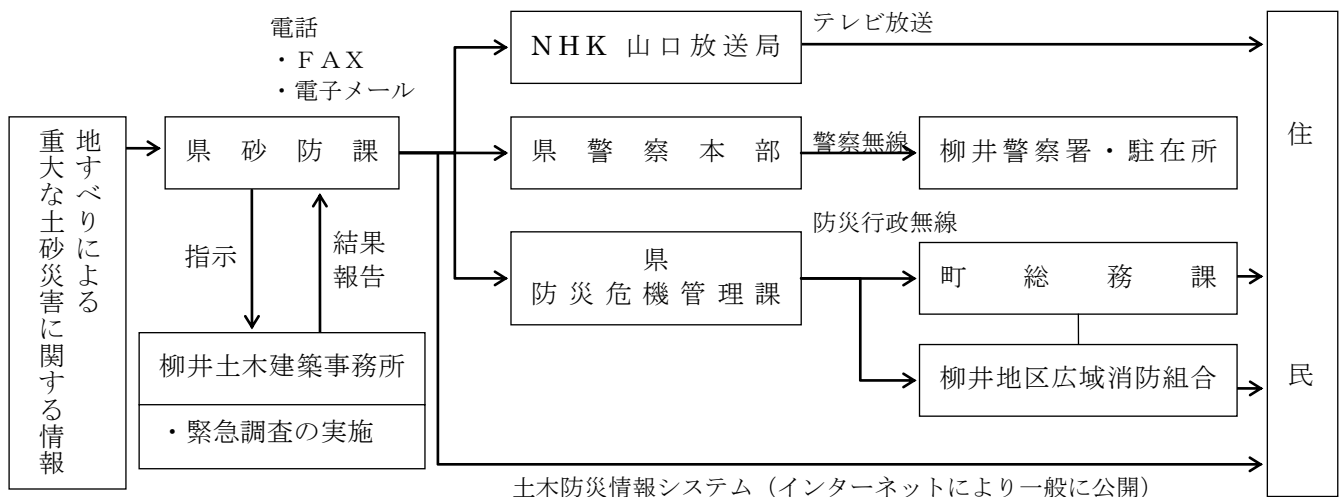 電話
・ＦＡＸ
・電子メール
地すべりによる
重大な土砂災害に関する情報
県砂防課
指示
結果
報告
柳井土木建築事務所
・緊急調査の実施
NHK 山口放送局
テレビ放送
県警察本部
警察無線
柳井警察署・駐在所
県
防災危機管理課
防災行政無線
町総務課
柳井地区広域消防組合
住民
土木防災情報システム（インターネットにより一般に公開）